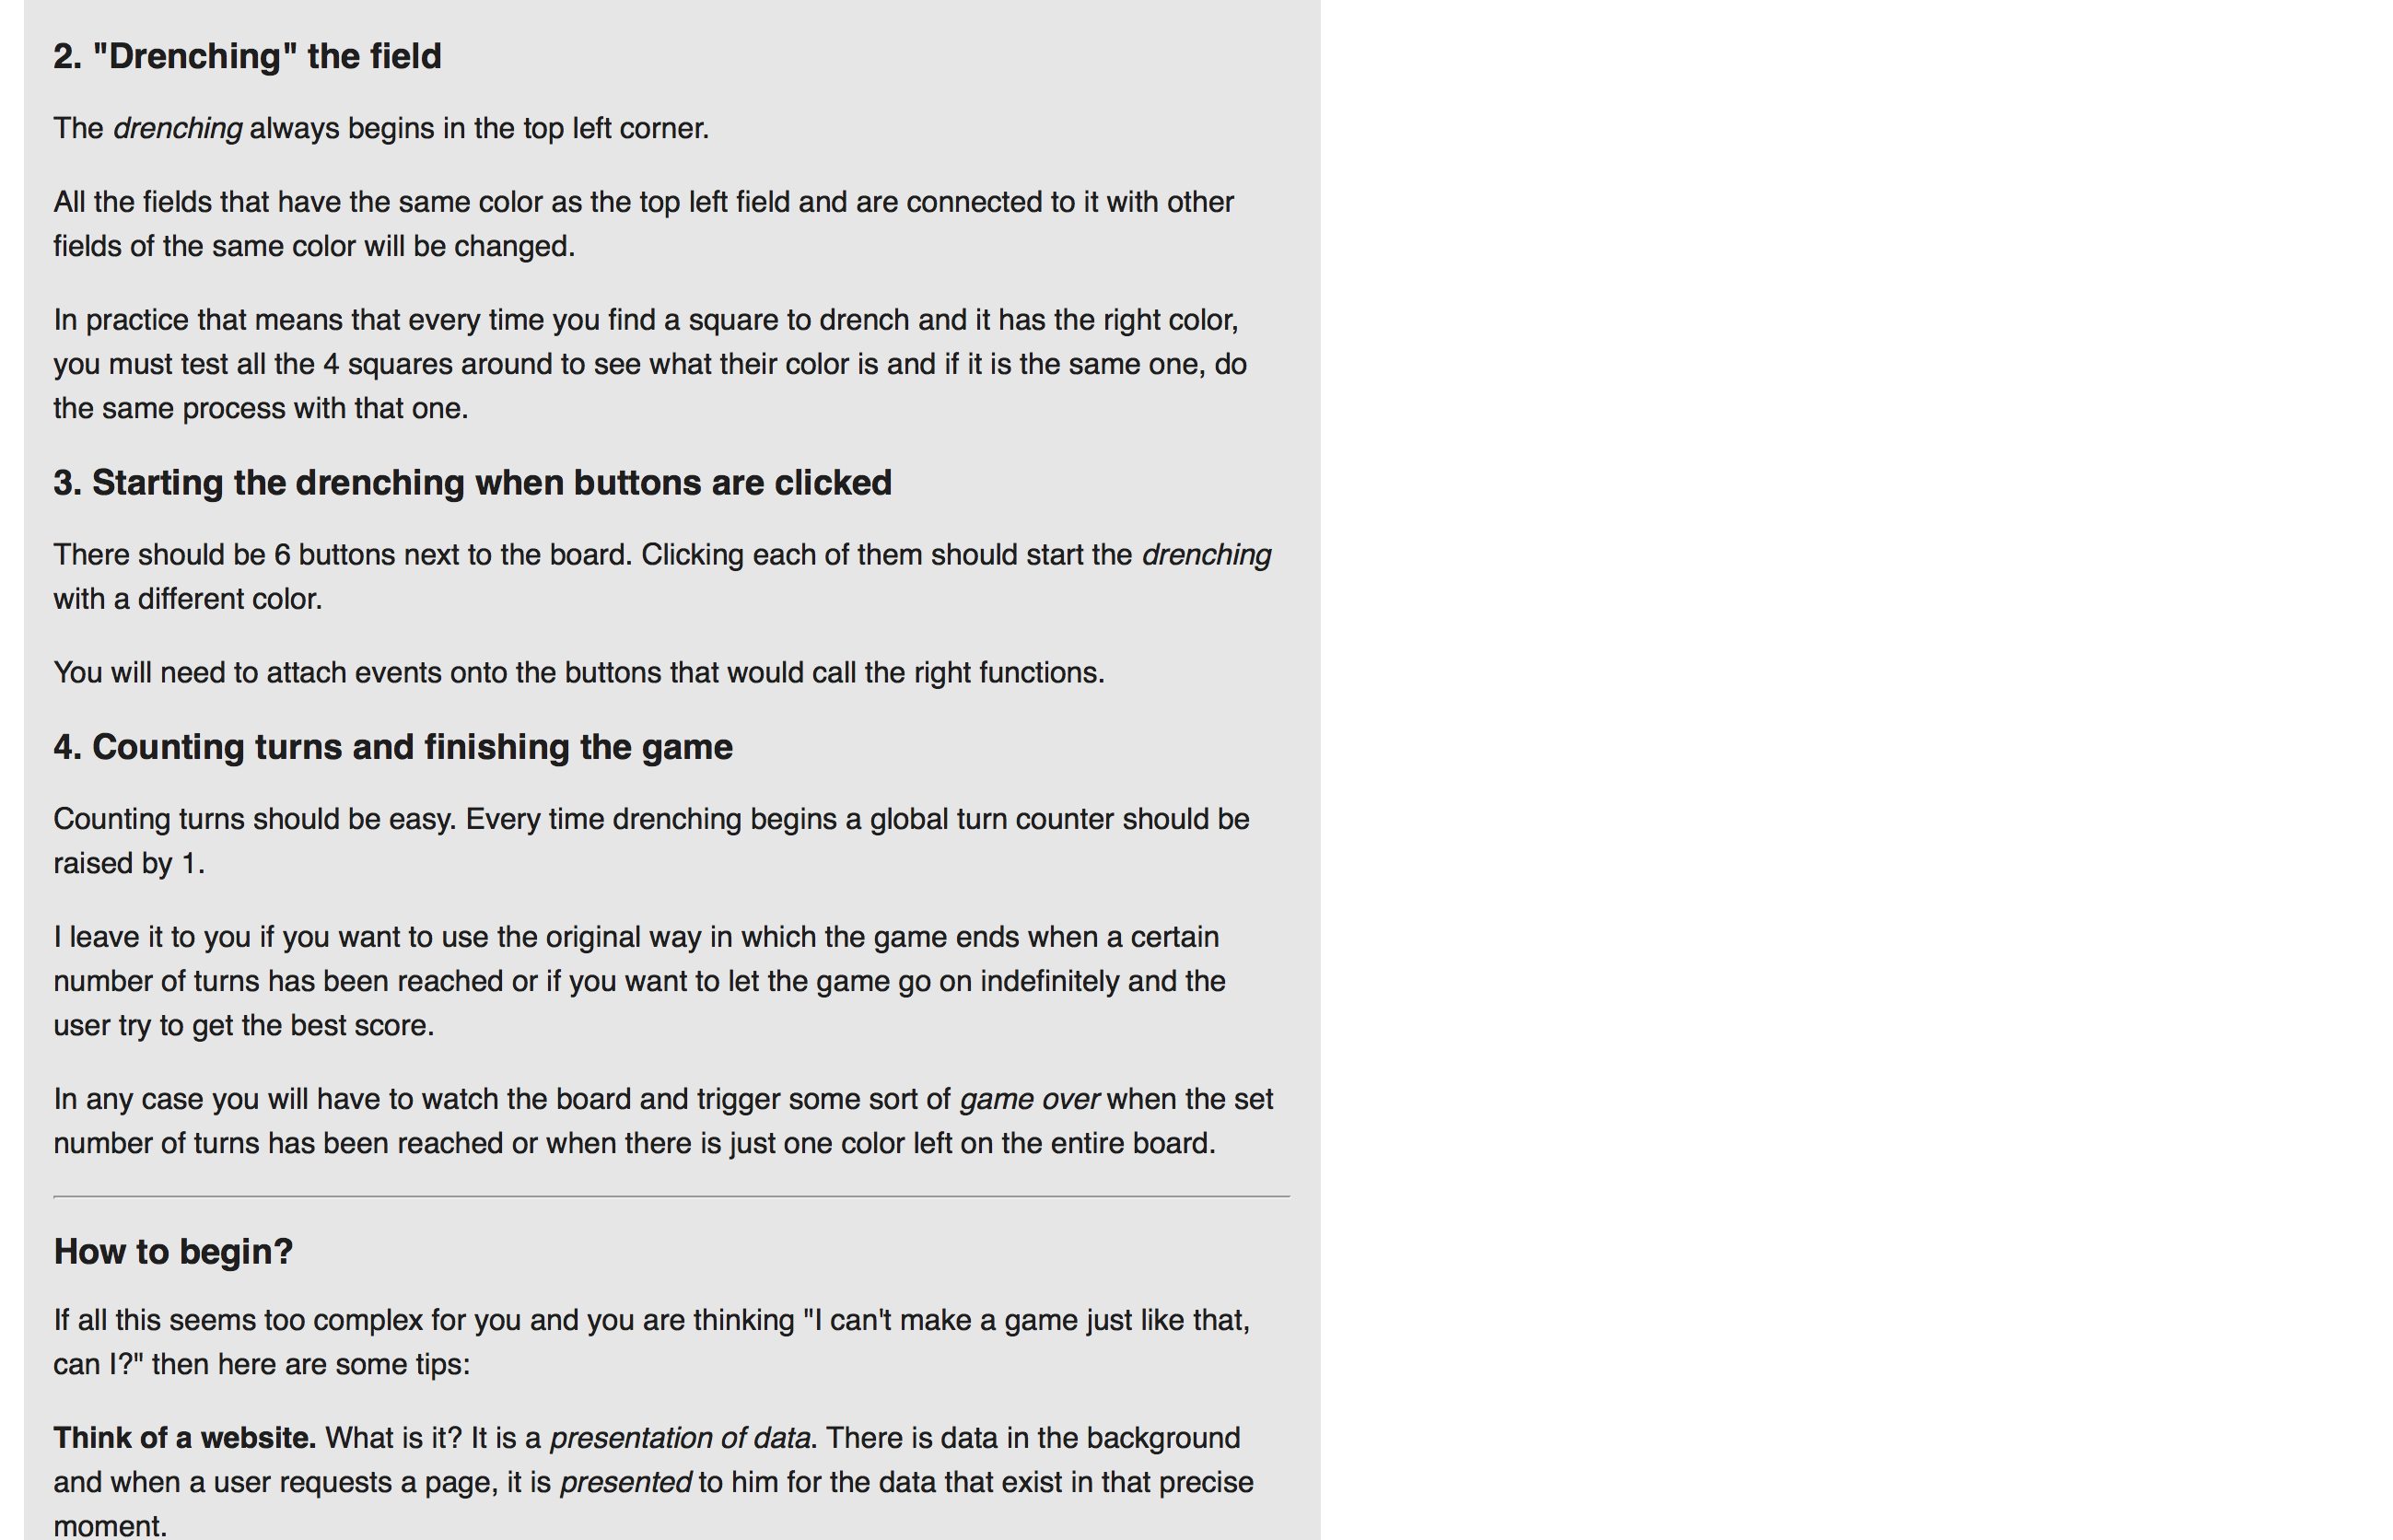 2. "Drenching" the field
The drenching always begins in the top left corner.
All the fields that have the same color as the top left field and are connected to it with other
fields of the same color will be changed.
In practice that means that every time you find a square to drench and it has the right color,
you must test all the 4 squares around to see what their color is and if it is the same one, do
the same process with that one.
3. Starting the drenching when buttons are clicked
There should be 6 buttons next to the board. Clicking each of them should start the drenching
with a different color.
You will need to attach events onto the buttons that would call the right functions.
4. Counting turns and finishing the game
Counting turns should be easy. Every time drenching begins a global turn counter should be
raised by 1.
I leave it to you if you want to use the original way in which the game ends when a certain
number of turns has been reached or if you want to let the game go on indefinitely and the
user try to get the best score.
In any case you will have to watch the board and trigger some sort of game over when the set
number of turns has been reached or when there is just one color left on the entire board.
How to begin?
If all this seems too complex for you and you are thinking "I can't make a game just like that,
can I?" then here are some tips:
Think of a website. What is it? It is a presentation of data. There is data in the background
and when a user requests a page, it is presented to him for the data that exist in that precise
moment.